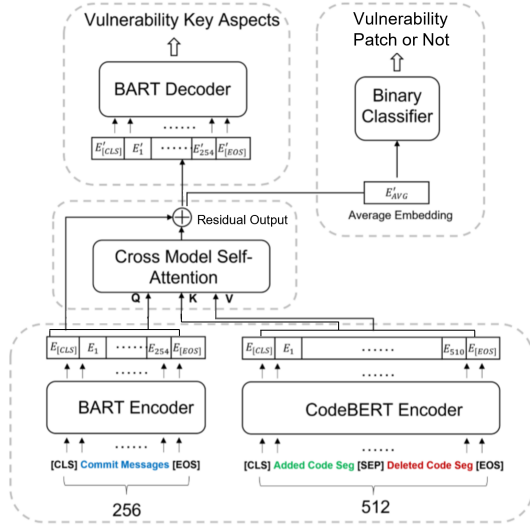 Vulnerability Key Aspects
Vulnerability
Patch or Not
BART Decoder
Binary
Classifier
......
E'[CLS] E'1 ...... E'254 E'[EOS]
E'AVG
Average Embedding
Residual Output
Cross Model Self-
Attention
Q K V
E[CLS] E1 ...... E254 E[EOS]
E[CLS] E1 ...... E510 E[EOS]
...... ......
BART Encoder
CodeBERT Encoder
...... ......
[CLS] Commit Messages [EOS]
[CLS] Added Code Seg [SEP] Deleted Code Seg [EOS]
256
512